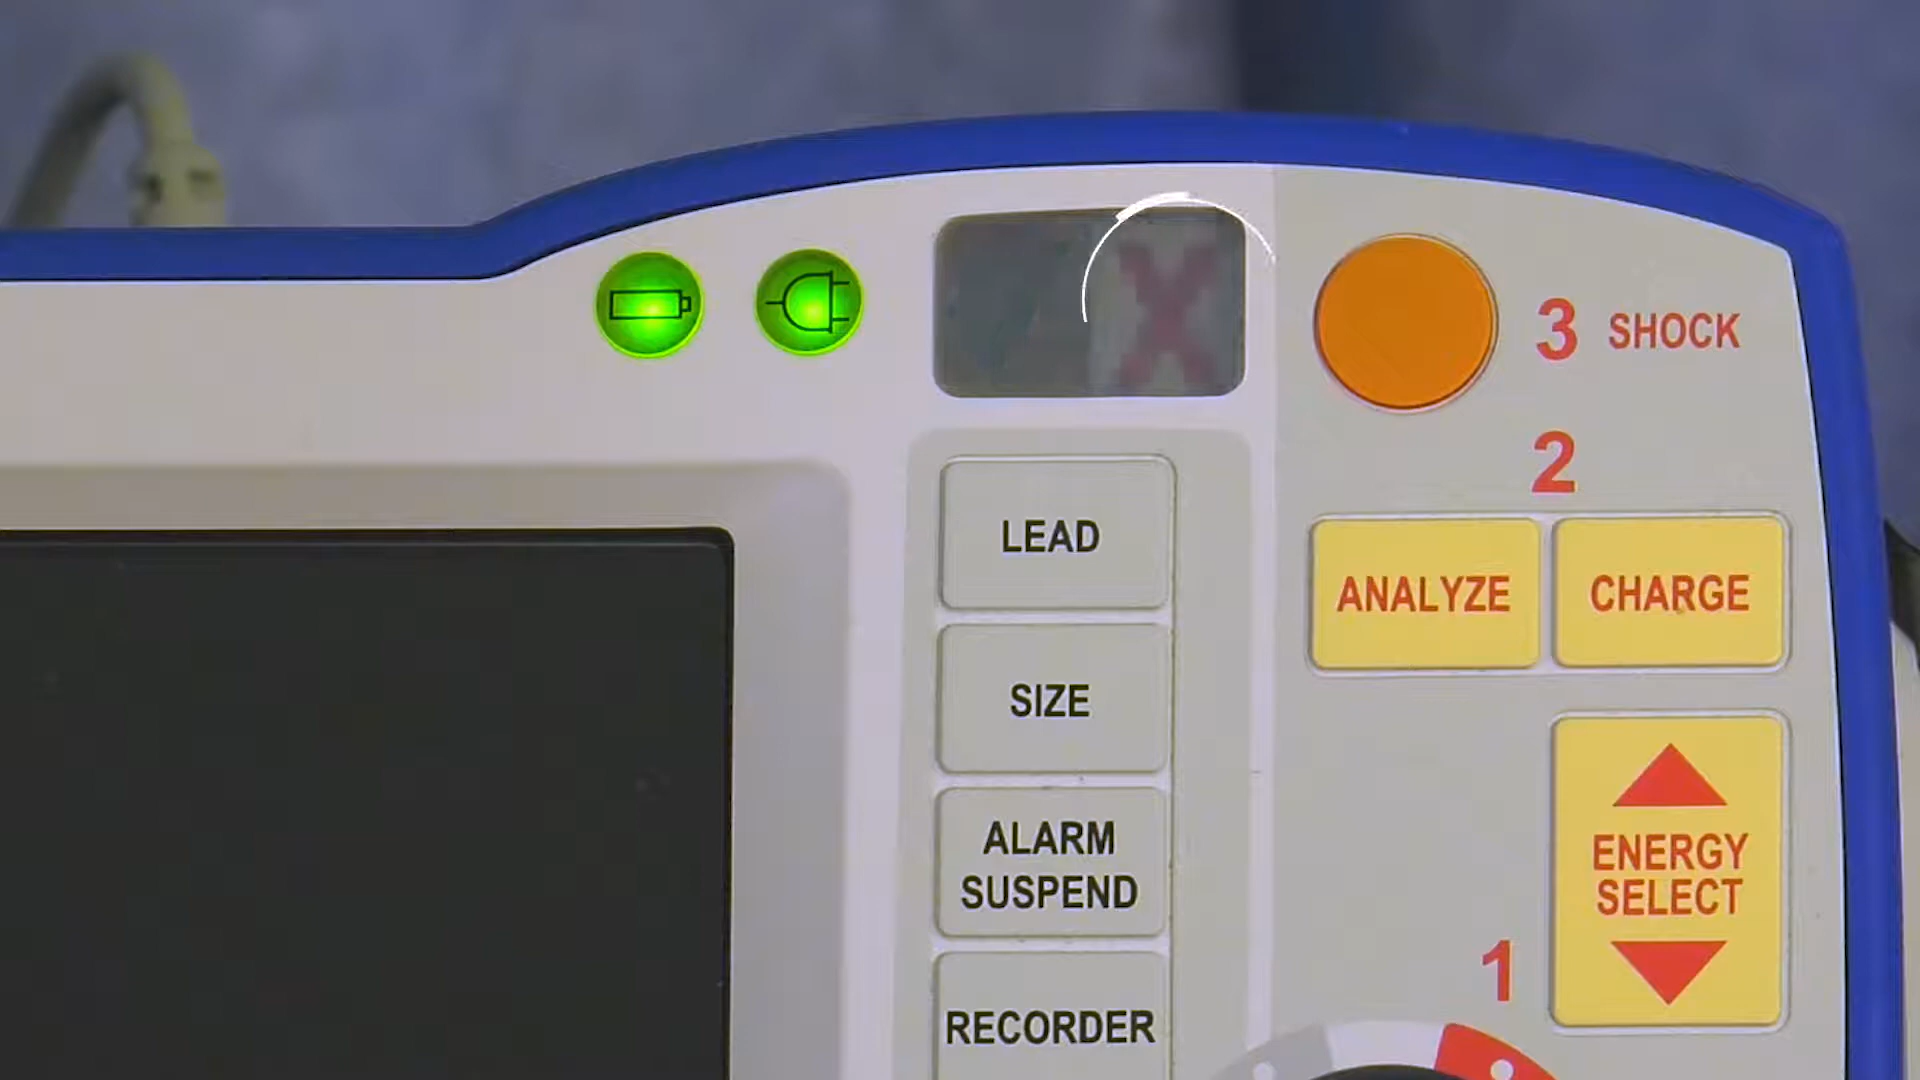 X
3 SHOCK
2
LEAD
ANALYZE CHARGE
SIZE
ALARM
SUSPEND
ENERGY
SELECT
1
RECORDER